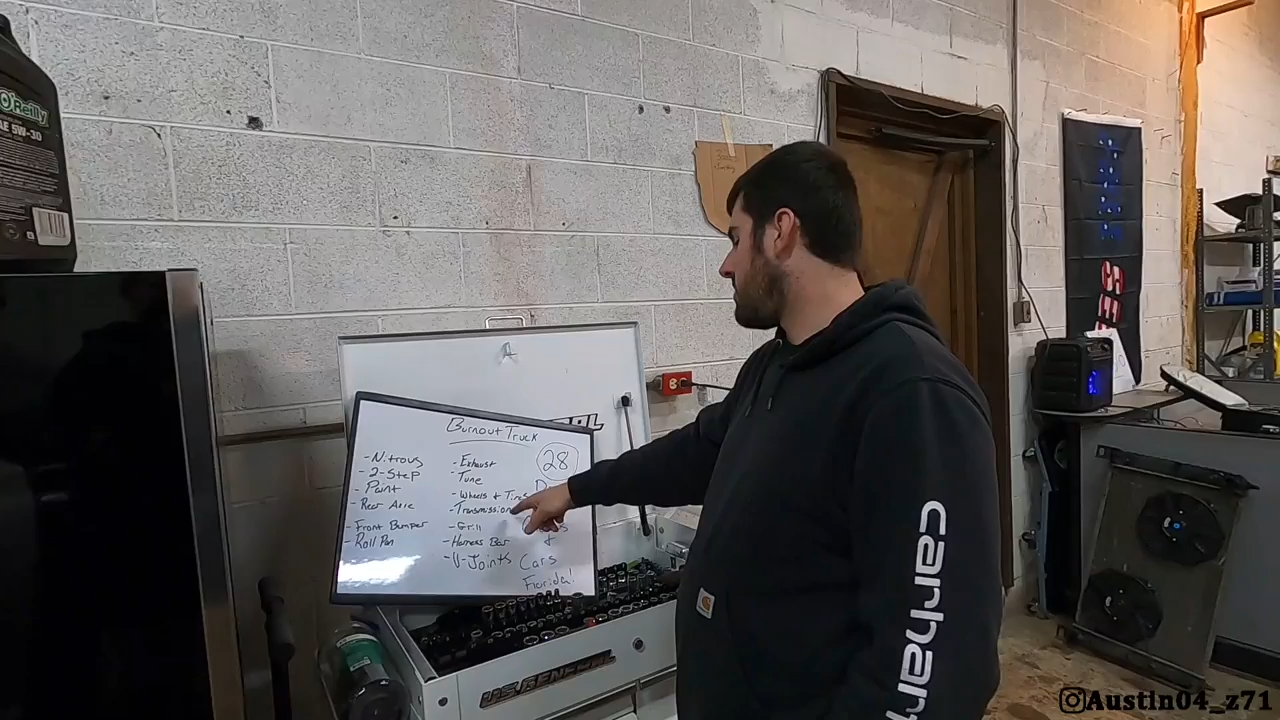 O'Reilly
SAE 5W-30
Burnout Truck
- Nitrous
- 2-Step
- Paint
- Rear Axle
- Front Bumper
- Roll Pan
- Exhaust
- Tune
- Wheels + Tires
- Transmission
- Grill
- Harness Bar
- U-Joints
28
+
Cars
Florida!
US.GENERAL
carhartt
Austin04_z71